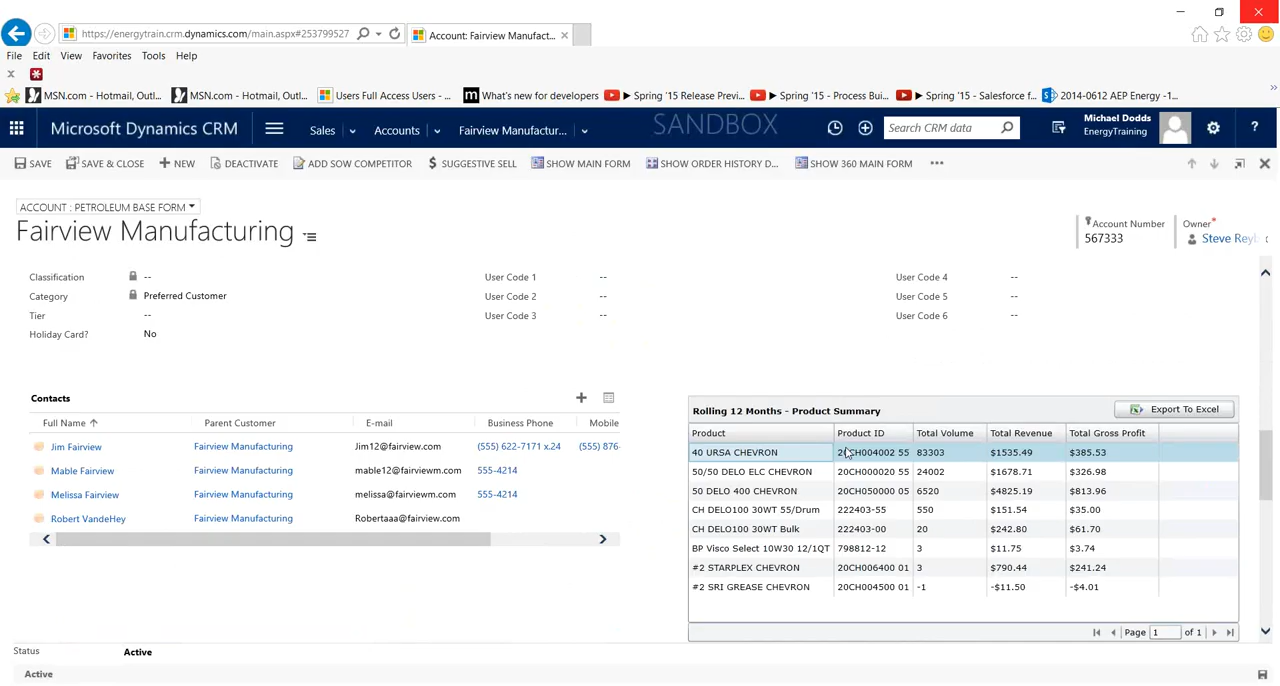 https://energytrain.crm.dynamics.com/main.aspx#253799527
Account: Fairview Manufact...
File Edit View Favorites Tools Help
x
MSN.com - Hotmail, Outl... MSN.com - Hotmail, Outl... Users Full Access Users - ... What's new for developers Spring '15 Release Previ... Spring '15 - Process Bui... Spring '15 - Salesforce f... 2014-0612 AEP Energy -1...
Microsoft Dynamics CRM Sales Accounts Fairview Manufactur... SANDBOX Search CRM data Michael Dodds
EnergyTraining ?
SAVE SAVE & CLOSE NEW DEACTIVATE ADD SOW COMPETITOR $ SUGGESTIVE SELL SHOW MAIN FORM SHOW ORDER HISTORY D... SHOW 360 MAIN FORM ...
ACCOUNT : PETROLEUM BASE FORM
Fairview Manufacturing
Account Number Owner*
567333 Steve Reyb
Classification -- User Code 1 -- User Code 4 --
Category Preferred Customer User Code 2 -- User Code 5 --
Tier -- User Code 3 -- User Code 6 --
Holiday Card? No
Contacts
Full Name Parent Customer E-mail Business Phone Mobile
Jim Fairview Fairview Manufacturing Jim12@fairview.com (555) 622-7171 x.24 (555) 876-
Mable Fairview Fairview Manufacturing mable12@fairviewm.com 555-4214
Melissa Fairview Fairview Manufacturing melissa@fairviewm.com 555-4214
Robert VandeHey Fairview Manufacturing Robertaaa@fairview.com
Rolling 12 Months - Product Summary Export To Excel
Product Product ID Total Volume Total Revenue Total Gross Profit
40 URSA CHEVRON 20CH004002 55 83303 $1535.49 $385.53
50/50 DELO ELC CHEVRON 20CH000020 55 24002 $1678.71 $326.98
50 DELO 400 CHEVRON 20CH050000 05 6520 $4825.19 $813.96
CH DELO100 30WT 55/Drum 222403-55 550 $151.54 $35.00
CH DELO100 30WT Bulk 222403-00 20 $242.80 $61.70
BP Visco Select 10W30 12/1QT 798812-12 3 $11.75 $3.74
#2 STARPLEX CHEVRON 20CH006400 01 3 $790.44 $241.24
#2 SRI GREASE CHEVRON 20CH004500 01 -1 -$11.50 -$4.01
Page 1 of 1
Status Active
Active